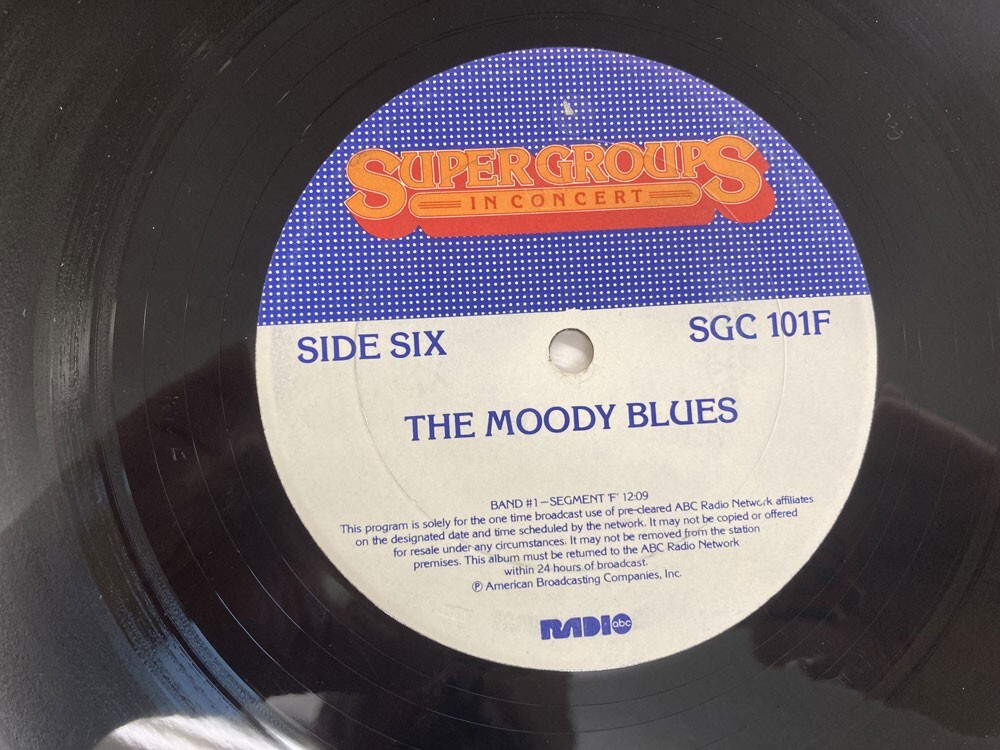 SUPERGROUPS
IN CONCERT
SIDE SIX
SGC 101F
THE MOODY BLUES
BAND #1—SEGMENT 'F' 12:09
This program is solely for the one time broadcast use of pre-cleared ABC Radio Network affiliates
on the designated date and time scheduled by the network. It may not be copied or offered
for resale under any circumstances. It may not be removed from the station
premises. This album must be returned to the ABC Radio Network
within 24 hours of broadcast.
Ⓟ American Broadcasting Companies, Inc.
RADIO abc